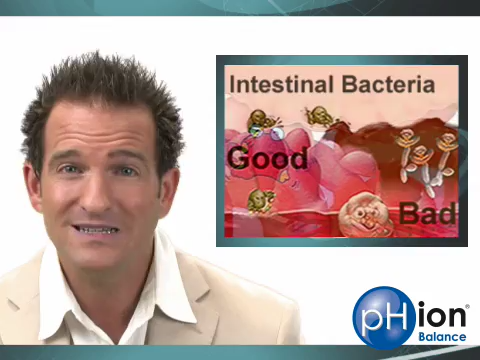 Intestinal Bacteria
Good
Bad
pHion®
Balance